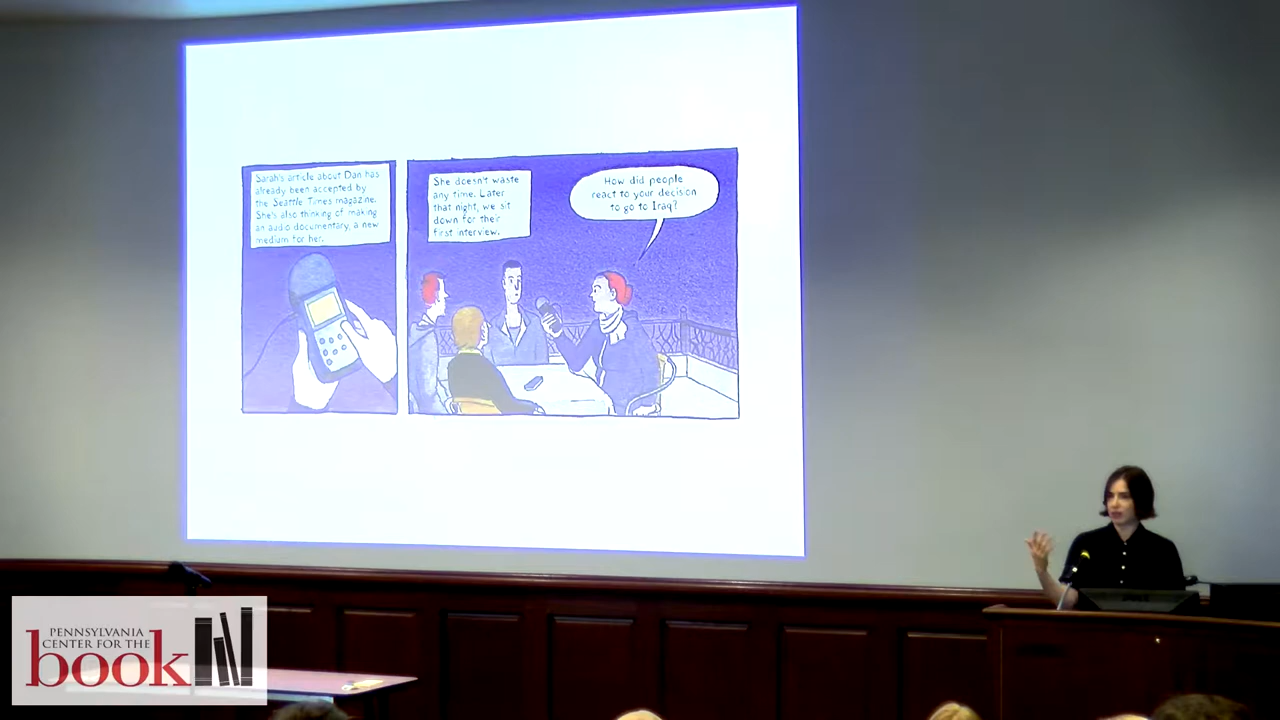 Sarah's article about Dan has
already been accepted by
the Seattle Times magazine.
She's also thinking of making
an audio documentary, a new
medium for her.
She doesn't waste
any time. Later
that night, we sit
down for their
first interview.
How did people
react to your decision
to go to Iraq?
PENNSYLVANIA
CENTER FOR THE
book